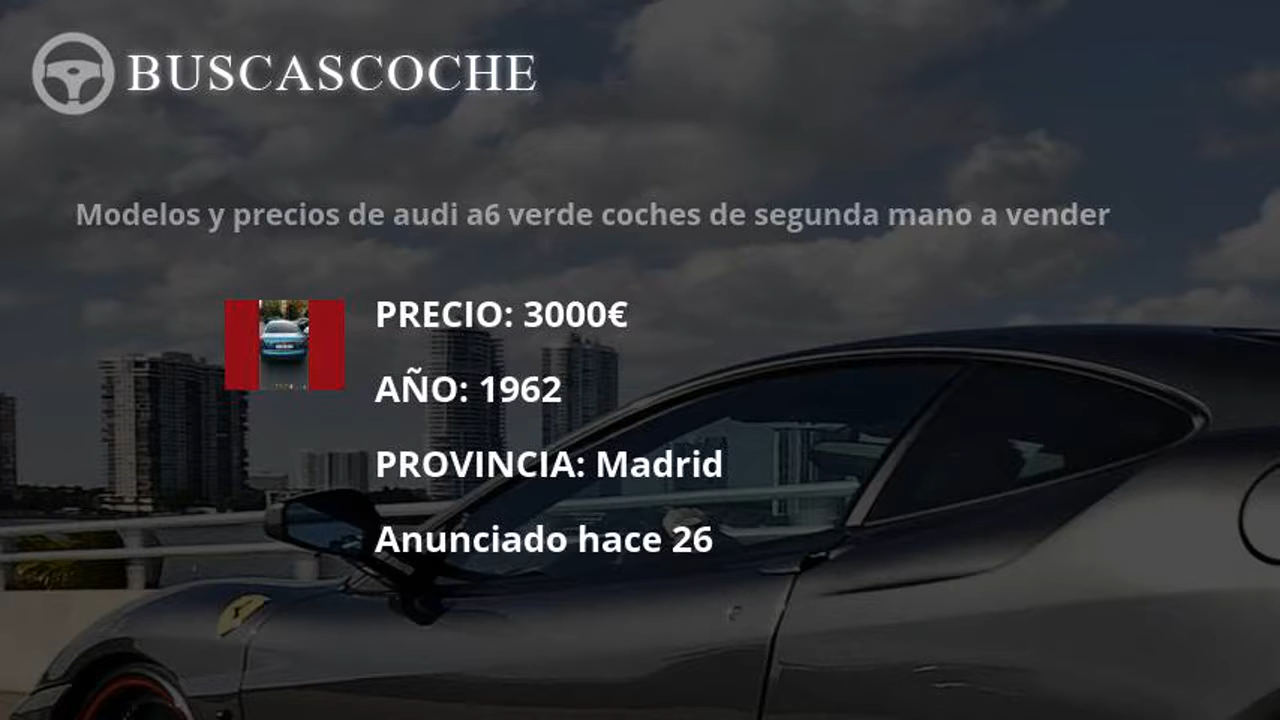 BUSCASCOCHE
Modelos y precios de audi a6 verde coches de segunda mano a vender
PRECIO: 3000€
AÑO: 1962
PROVINCIA: Madrid
Anunciado hace 26